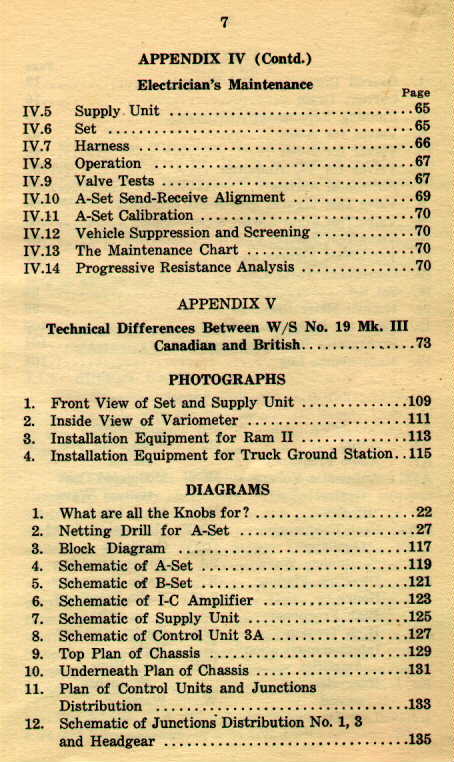 7
APPENDIX IV (Contd.)
Electrician's Maintenance
Page
IV.5 Supply Unit ............................65
IV.6 Set ....................................65
IV.7 Harness ................................66
IV.8 Operation ..............................67
IV.9 Valve Tests ............................67
IV.10 A-Set Send-Receive Alignment ..............69
IV.11 A-Set Calibration ........................70
IV.12 Vehicle Suppression and Screening ...........70
IV.13 The Maintenance Chart ...................70
IV.14 Progressive Resistance Analysis .............70
APPENDIX V
Technical Differences Between W/S No. 19 Mk. III
Canadian and British..............73
PHOTOGRAPHS
1. Front View of Set and Supply Unit .............109
2. Inside View of Variometer ...................111
3. Installation Equipment for Ram II .............113
4. Installation Equipment for Truck Ground Station..115
DIAGRAMS
1. What are all the Knobs for? ...................22
2. Netting Drill for A-Set .....................27
3. Block Diagram ..........................117
4. Schematic of A-Set ........................119
5. Schematic of B-Set ........................121
6. Schematic of I-C Amplifier .................123
7. Schematic of Supply Unit ...................125
8. Schematic of Control Unit 3A ................127
9. Top Plan of Chassis .......................129
10. Underneath Plan of Chassis ..................131
11. Plan of Control Units and Junctions
Distribution ............................133
12. Schematic of Junctions Distribution No. 1, 3
and Headgear ...........................135